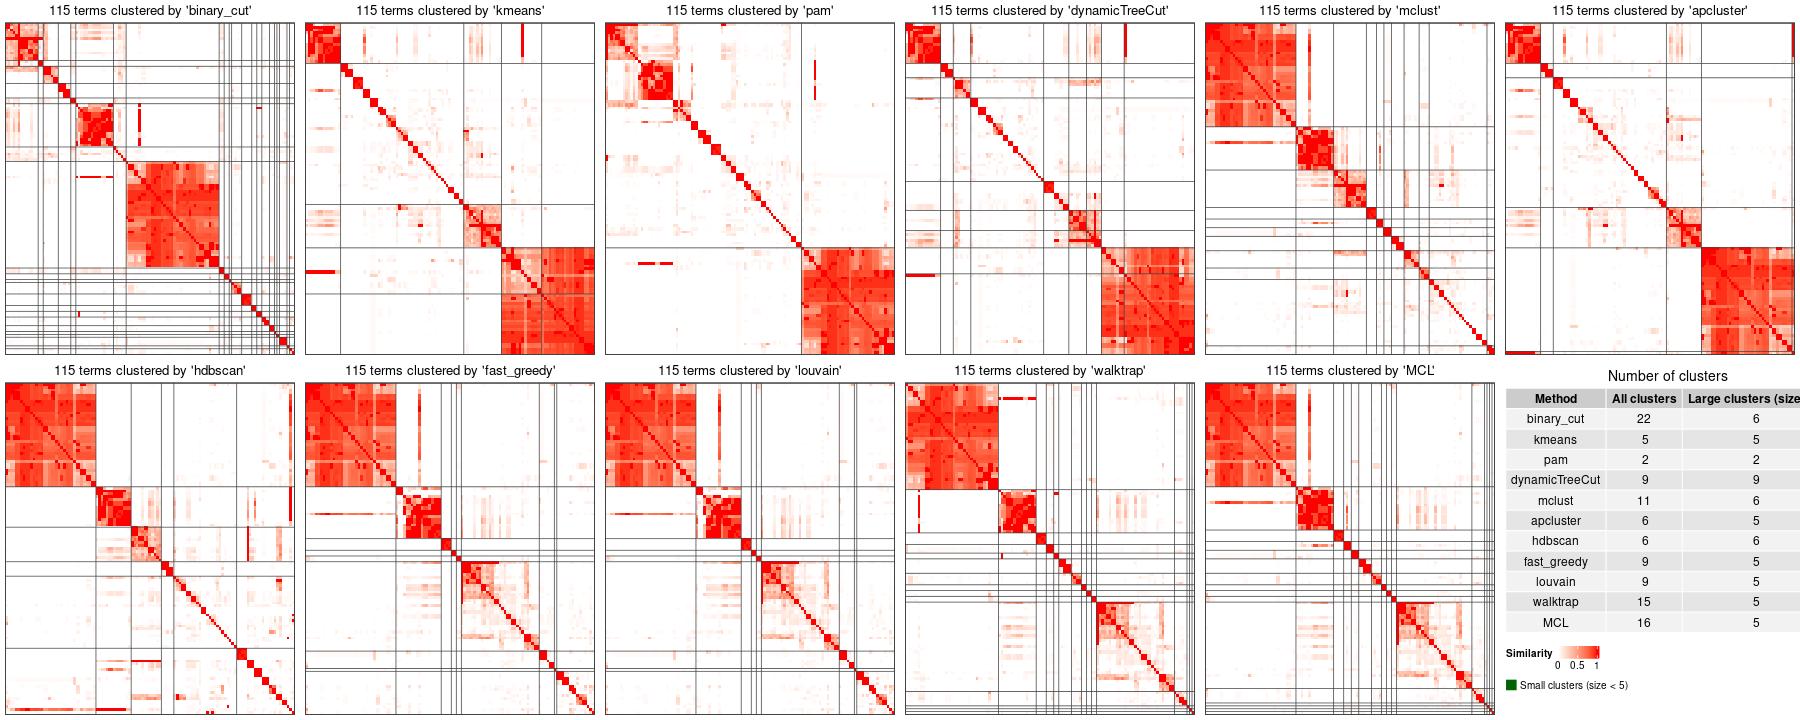 115 terms clustered by 'binary_cut'
115 terms clustered by 'kmeans'
115 terms clustered by 'pam'
115 terms clustered by 'dynamicTreeCut'
115 terms clustered by 'mclust'
115 terms clustered by 'apcluster'
115 terms clustered by 'hdbscan'
115 terms clustered by 'fast_greedy'
115 terms clustered by 'louvain'
115 terms clustered by 'walktrap'
115 terms clustered by 'MCL'
Number of clusters
Method All clusters Large clusters (size
binary_cut 22 6
kmeans 5 5
pam 2 2
dynamicTreeCut 9 9
mclust 11 6
apcluster 6 5
hdbscan 6 6
fast_greedy 9 5
louvain 9 5
walktrap 15 5
MCL 16 5
Similarity
0 0.5 1
Small clusters (size < 5)